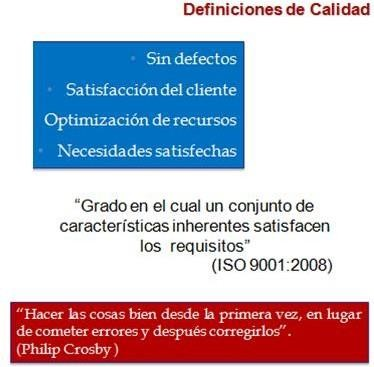 Definiciones de Calidad
• Sin defectos
• Satisfacción del cliente
Optimización de recursos
• Necesidades satisfechas
“Grado en el cual un conjunto de
características inherentes satisfacen
los requisitos”
(ISO 9001:2008)
“Hacer las cosas bien desde la primera vez, en lugar
de cometer errores y después corregirlos”.
(Philip Crosby )